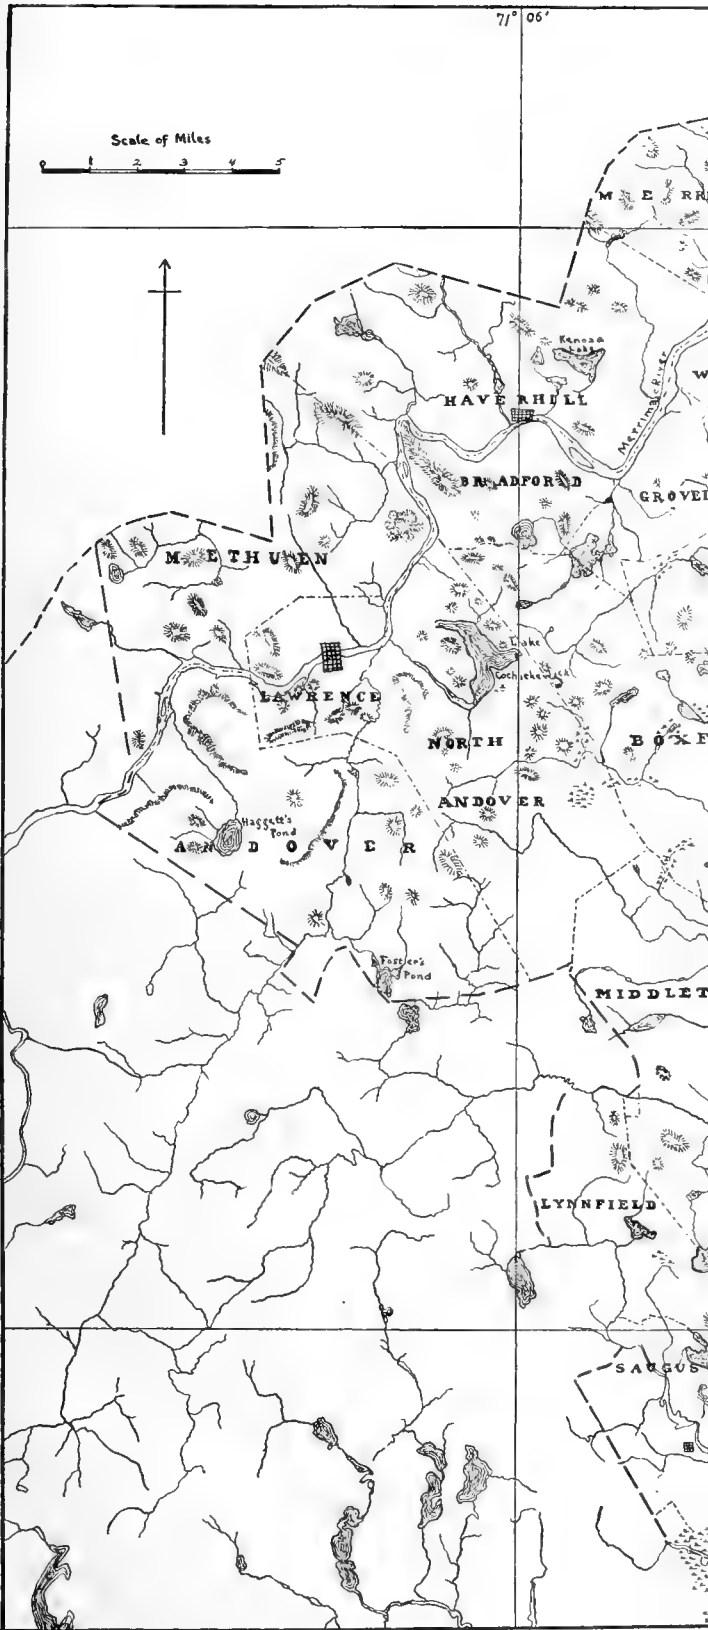 71° 06'
Scale of Miles
0 1 2 3 4 5
MERR
Kenoza
Lake
Merrimac River
W
HAVERHILL
BRADFORD
GROVEL
METHUEN
Lake
Cochichewick
LAWRENCE
NORTH
BOXF
ANDOVER
Haggett's
Pond
ANDOVER
Foster's
Pond
MIDDLET
LYNNFIELD
SAUGUS